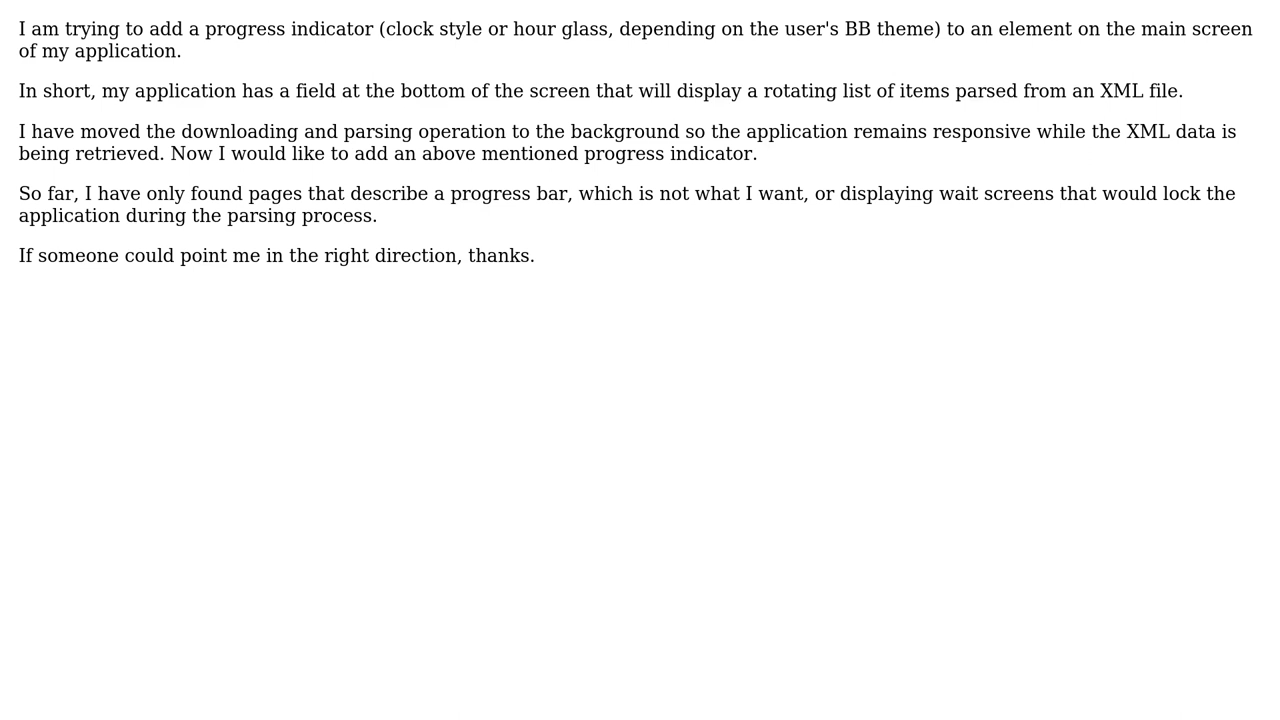 I am trying to add a progress indicator (clock style or hour glass, depending on the user's BB theme) to an element on the main screen
of my application.
In short, my application has a field at the bottom of the screen that will display a rotating list of items parsed from an XML file.
I have moved the downloading and parsing operation to the background so the application remains responsive while the XML data is
being retrieved. Now I would like to add an above mentioned progress indicator.
So far, I have only found pages that describe a progress bar, which is not what I want, or displaying wait screens that would lock the
application during the parsing process.
If someone could point me in the right direction, thanks.